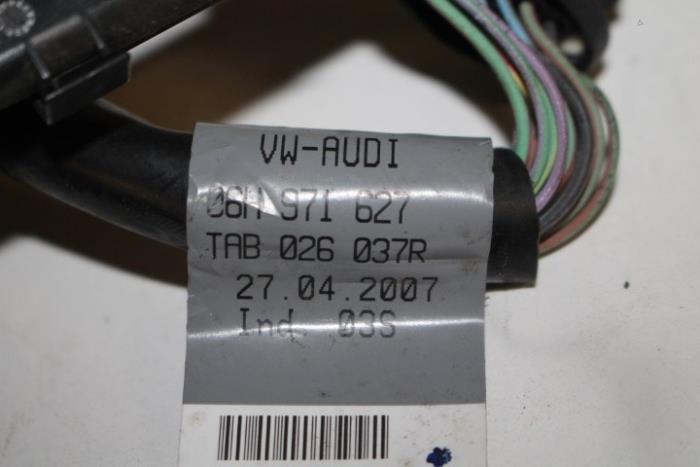 VW-AUDI
06H 971 627
TAB 026 037R
27.04.2007
Ind. 03S